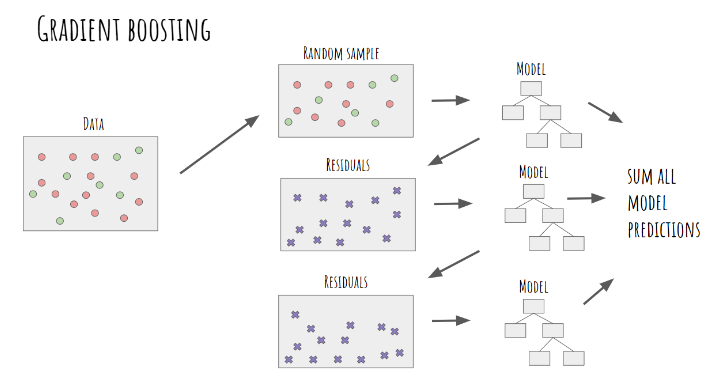 Gradient boosting
Random sample
Model
Data
Residuals
Model
sum all
model
predictions
Residuals
Model